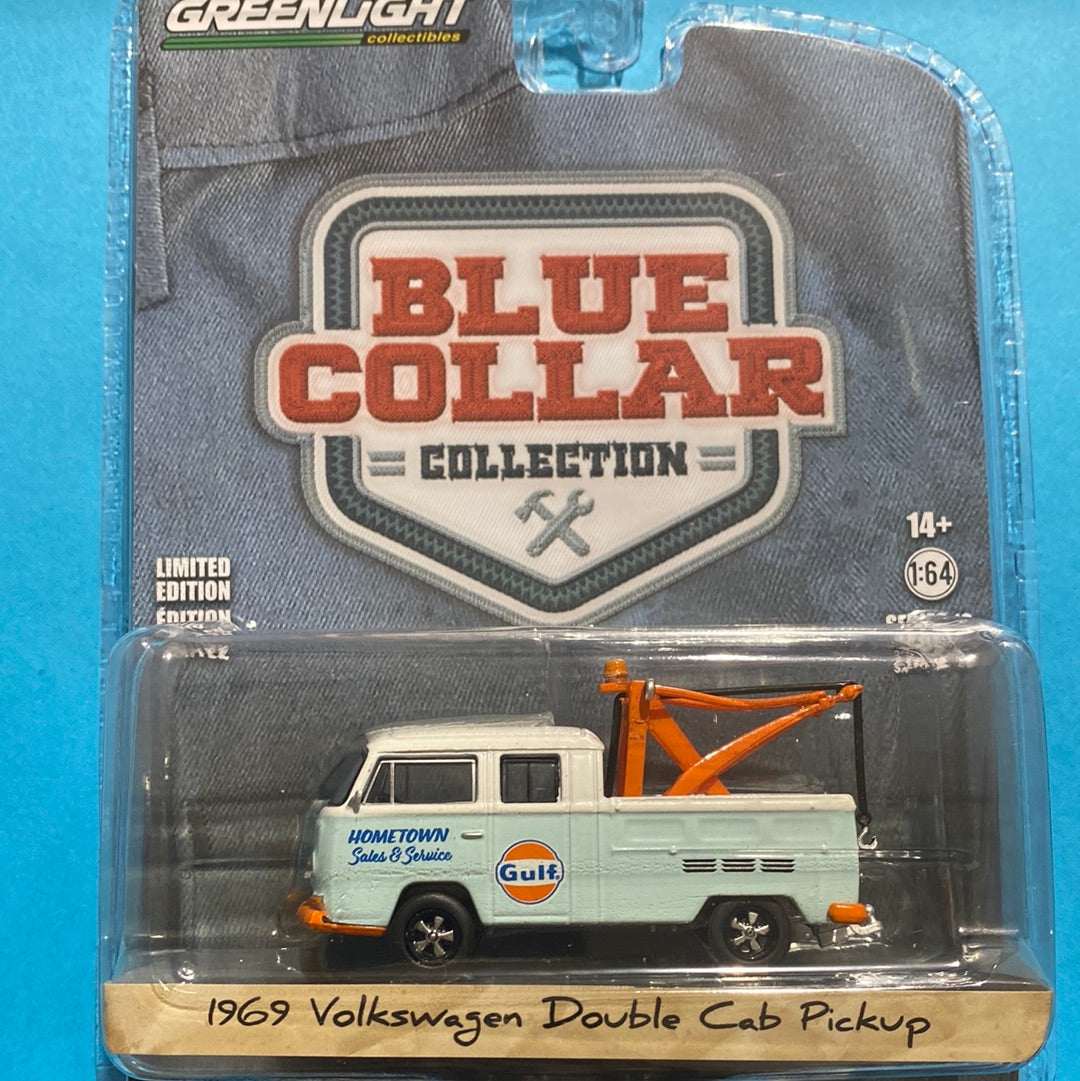 GREENLiGHT
collectibles
BLUE
COLLAR
COLLECTION
14+
1:64
LIMITED
EDITION
ÉDITION
HOMETOWN
Sales & Service
Gulf.
1969 Volkswagen Double Cab Pickup